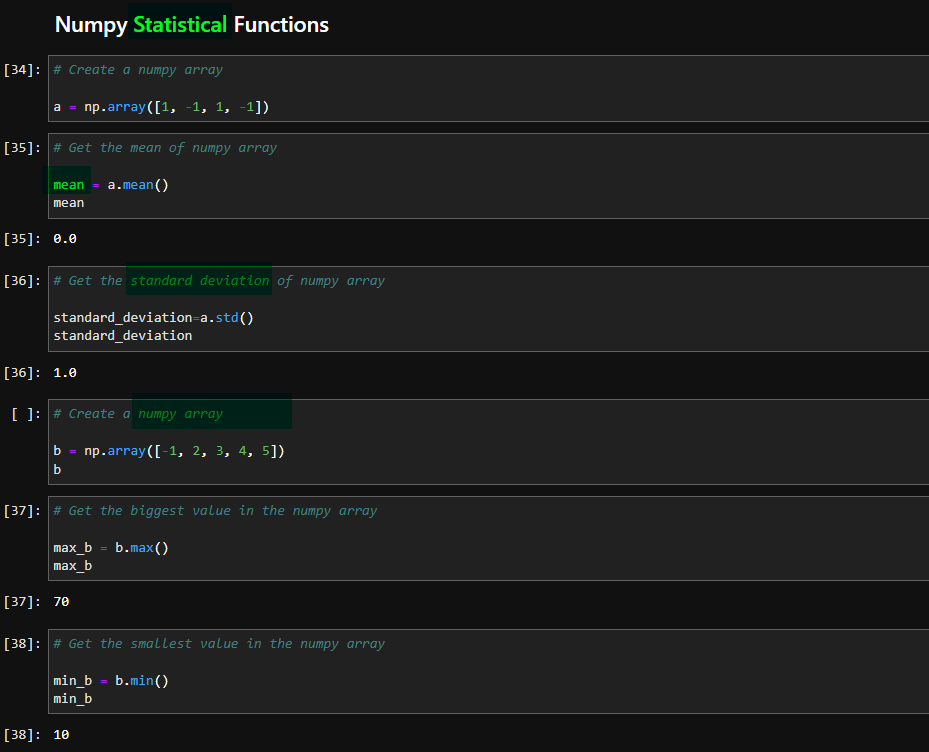 Numpy Statistical Functions
[34]: # Create a numpy array
a = np.array([1, -1, 1, -1])
[35]: # Get the mean of numpy array
mean = a.mean()
mean
[35]: 0.0
[36]: # Get the standard deviation of numpy array
standard_deviation=a.std()
standard_deviation
[36]: 1.0
[ ]: # Create a numpy array
b = np.array([-1, 2, 3, 4, 5])
b
[37]: # Get the biggest value in the numpy array
max_b = b.max()
max_b
[37]: 70
[38]: # Get the smallest value in the numpy array
min_b = b.min()
min_b
[38]: 10